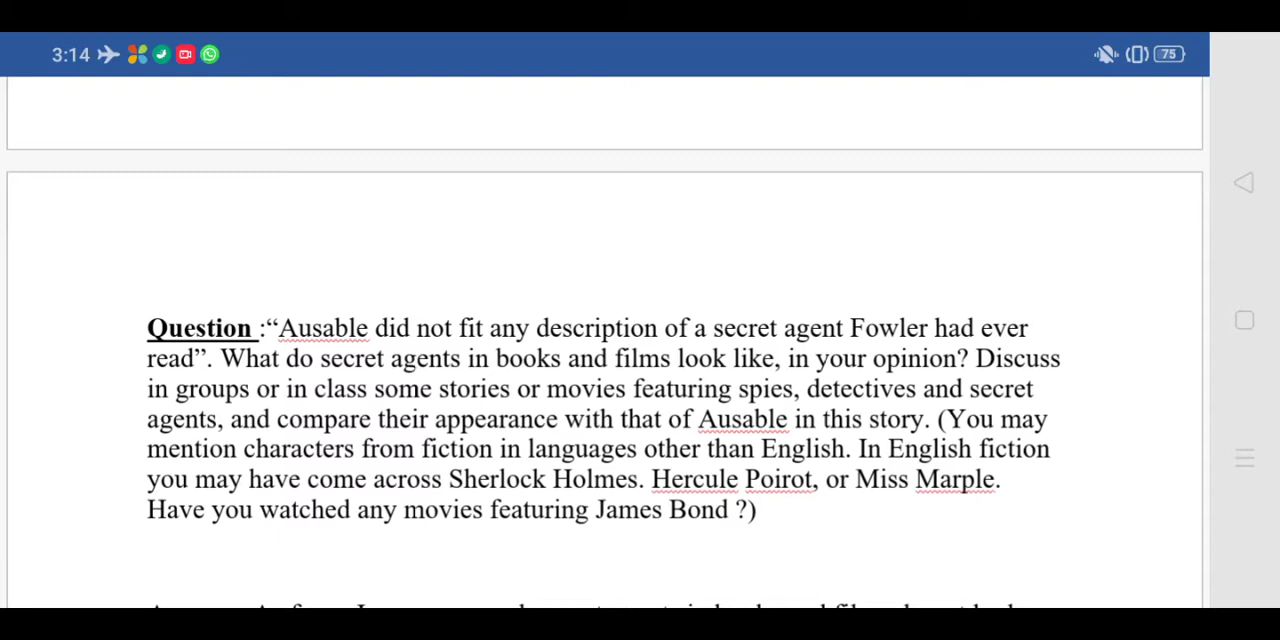 3:14
75
Question :“Ausable did not fit any description of a secret agent Fowler had ever
read”. What do secret agents in books and films look like, in your opinion? Discuss
in groups or in class some stories or movies featuring spies, detectives and secret
agents, and compare their appearance with that of Ausable in this story. (You may
mention characters from fiction in languages other than English. In English fiction
you may have come across Sherlock Holmes. Hercule Poirot, or Miss Marple.
Have you watched any movies featuring James Bond ?)